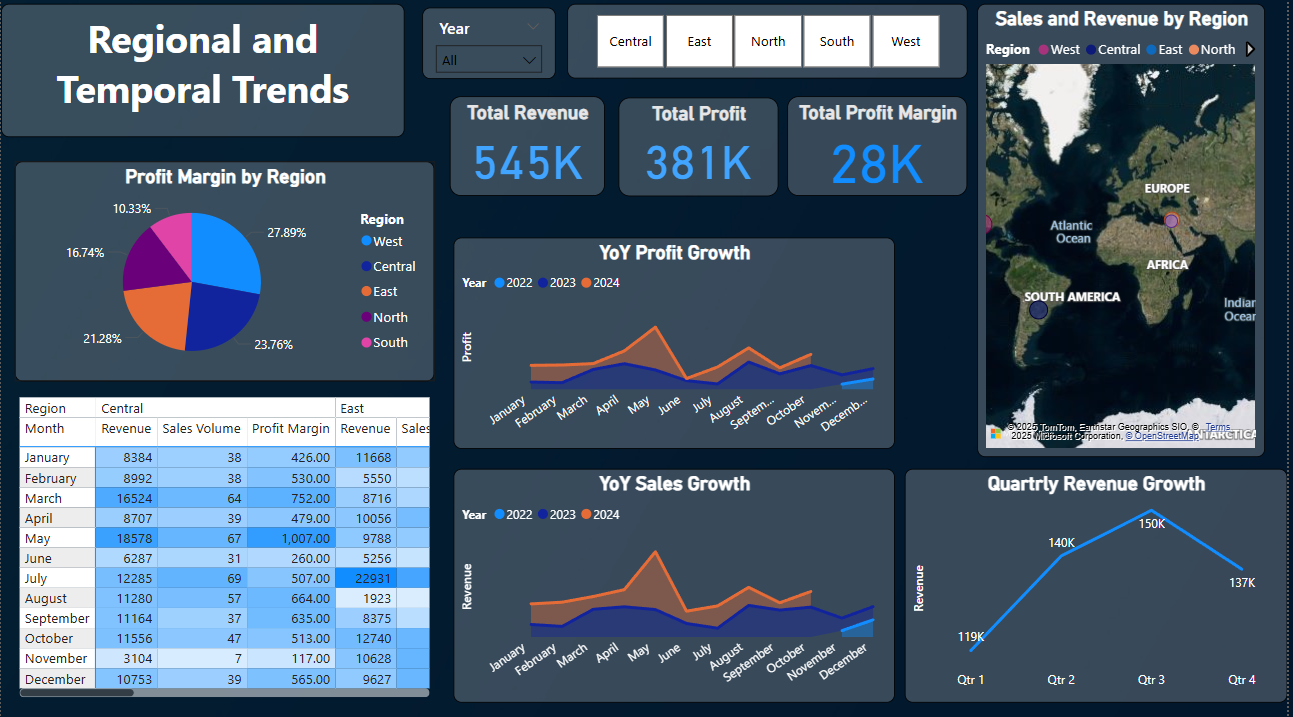 Regional and
Temporal Trends
Year
All
Central East North South West
Sales and Revenue by Region
Region West Central East North
EUROPE
Atlantic
Ocean
AFRICA
SOUTH AMERICA
Indian
Ocean
© 2025 TomTom, Earthstar Geographics SIO, © Terms
2025 Microsoft Corporation, © OpenStreetMap
Total Revenue
545K
Total Profit
381K
Total Profit Margin
28K
Profit Margin by Region
10.33%
27.89%
16.74%
21.28%
23.76%
Region
West
Central
East
North
South
YoY Profit Growth
Year 2022 2023 2024
Profit
January February March April May June July August Septem... October Novem... Decemb...
Region Central East
Month Revenue Sales Volume Profit Margin Revenue Sales
January 8384 38 426.00 11668
February 8992 38 530.00 5550
March 16524 64 752.00 8716
April 8707 39 479.00 10056
May 18578 67 1,007.00 9788
June 6287 31 260.00 5256
July 12285 69 507.00 22931
August 11280 57 664.00 1923
September 11164 37 635.00 8375
October 11556 47 513.00 12740
November 3104 7 117.00 10628
December 10753 39 565.00 9627
YoY Sales Growth
Year 2022 2023 2024
Revenue
January February March April May June July August September October November December
Quartrly Revenue Growth
Revenue
119K
140K
150K
137K
Qtr 1 Qtr 2 Qtr 3 Qtr 4